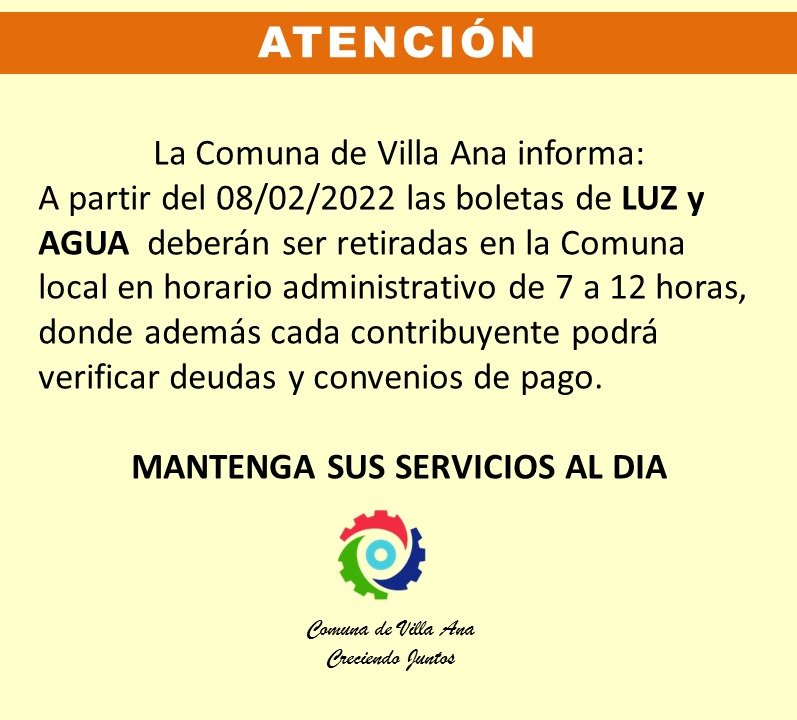 ATENCIÓN
La Comuna de Villa Ana informa:
A partir del 08/02/2022 las boletas de LUZ y
AGUA deberán ser retiradas en la Comuna
local en horario administrativo de 7 a 12 horas,
donde además cada contribuyente podrá
verificar deudas y convenios de pago.
MANTENGA SUS SERVICIOS AL DIA
Comuna de Villa Ana
Creciendo Juntos